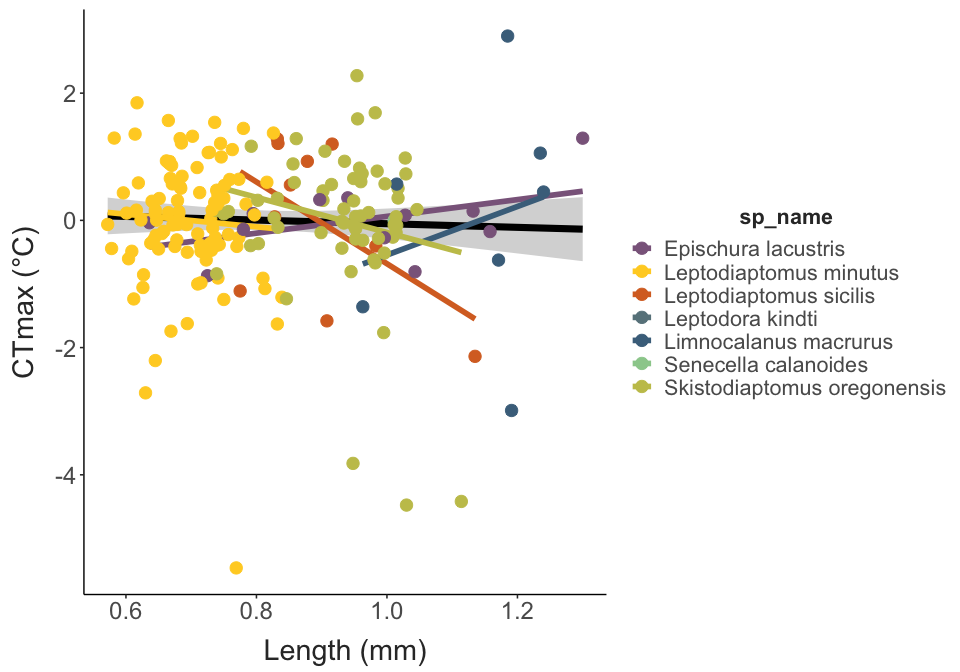 2
0
-2
-4
CTmax (°C)
0.6 0.8 1.0 1.2
Length (mm)
sp_name
Epischura lacustris
Leptodiaptomus minutus
Leptodiaptomus sicilis
Leptodora kindti
Limnocalanus macrurus
Senecella calanoides
Skistodiaptomus oregonensis